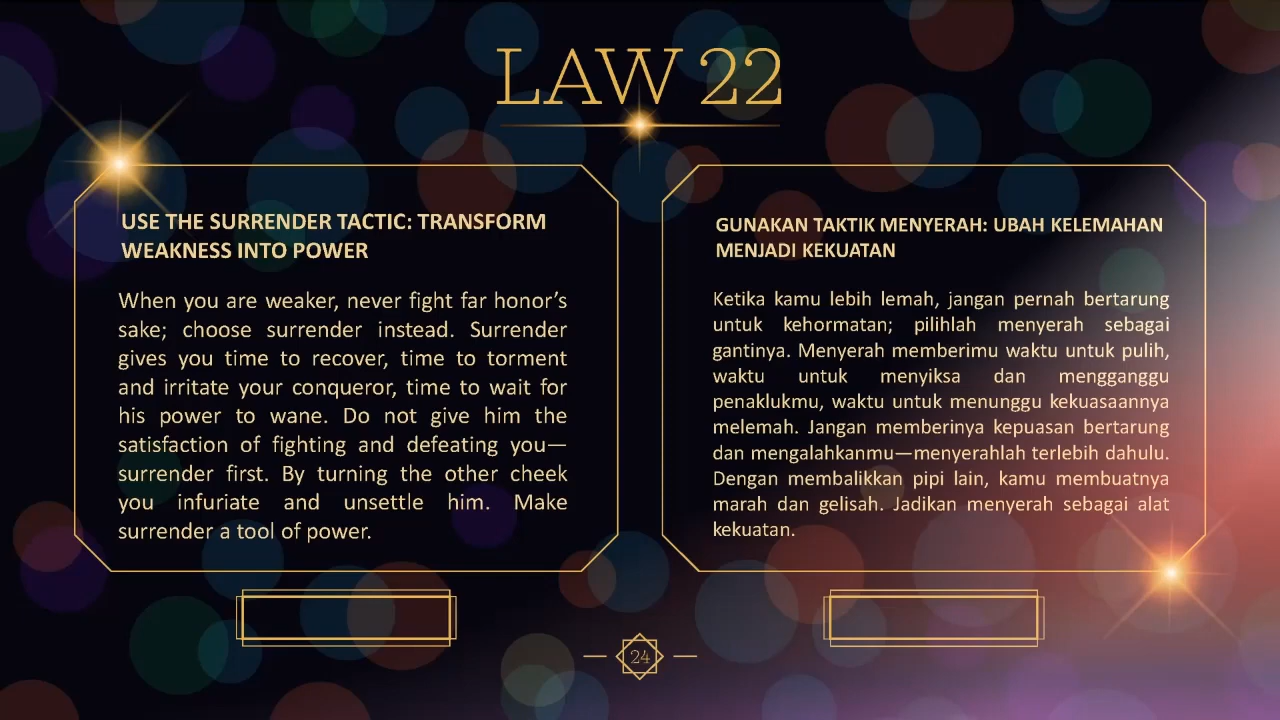 LAW 22
USE THE SURRENDER TACTIC: TRANSFORM
WEAKNESS INTO POWER
When you are weaker, never fight far honor’s
sake; choose surrender instead. Surrender
gives you time to recover, time to torment
and irritate your conqueror, time to wait for
his power to wane. Do not give him the
satisfaction of fighting and defeating you—
surrender first. By turning the other cheek
you infuriate and unsettle him. Make
surrender a tool of power.
GUNAKAN TAKTIK MENYERAH: UBAH KELEMAHAN
MENJADI KEKUATAN
Ketika kamu lebih lemah, jangan pernah bertarung
untuk kehormatan; pilihlah menyerah sebagai
gantinya. Menyerah memberimu waktu untuk pulih,
waktu untuk menyiksa dan mengganggu
penaklukmu, waktu untuk menunggu kekuasaannya
melemah. Jangan memberinya kepuasan bertarung
dan mengalahkanmu—menyerahlah terlebih dahulu.
Dengan membalikkan pipi lain, kamu membuatnya
marah dan gelisah. Jadikan menyerah sebagai alat
kekuatan.
24